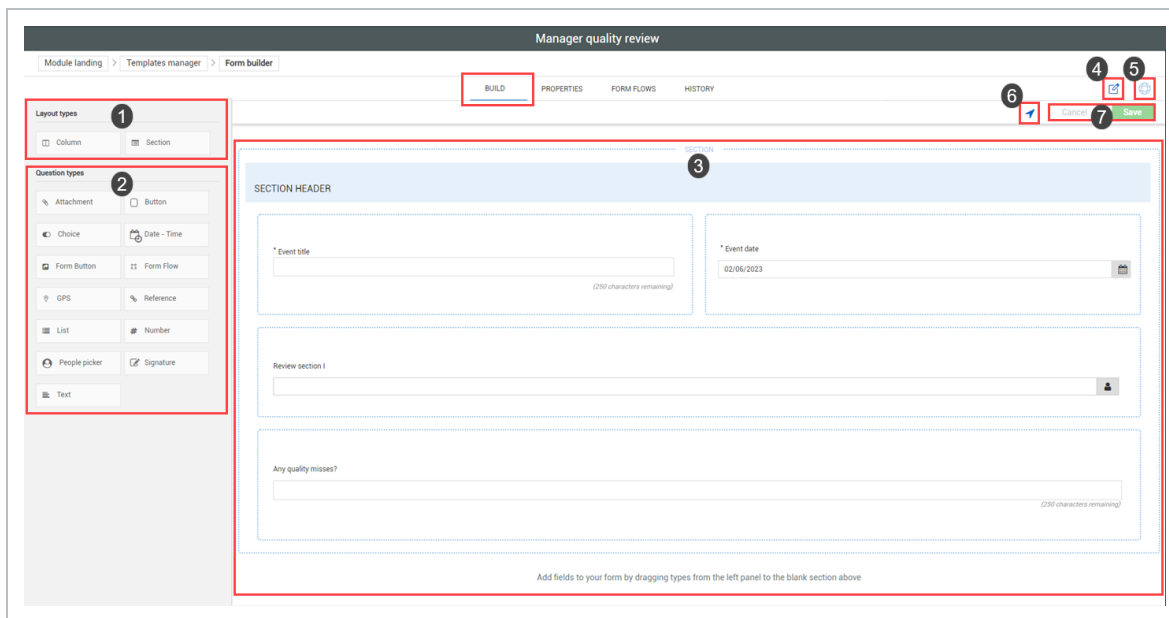 Manager quality review
Module landing > Templates manager > Form builder
4 5
BUILD PROPERTIES FORM FLOWS HISTORY
6
Layout types 1
Cancel 7 Save
Column Section
SECTION
3
Question types
2
SECTION HEADER
Attachment Button
Choice Date - Time
* Event title
* Event date
Form Button Form Flow
02/06/2023
(250 characters remaining)
GPS Reference
List # Number
People picker Signature
Review section I
Text
Any quality misses?
(250 characters remaining)
Add fields to your form by dragging types from the left panel to the blank section above